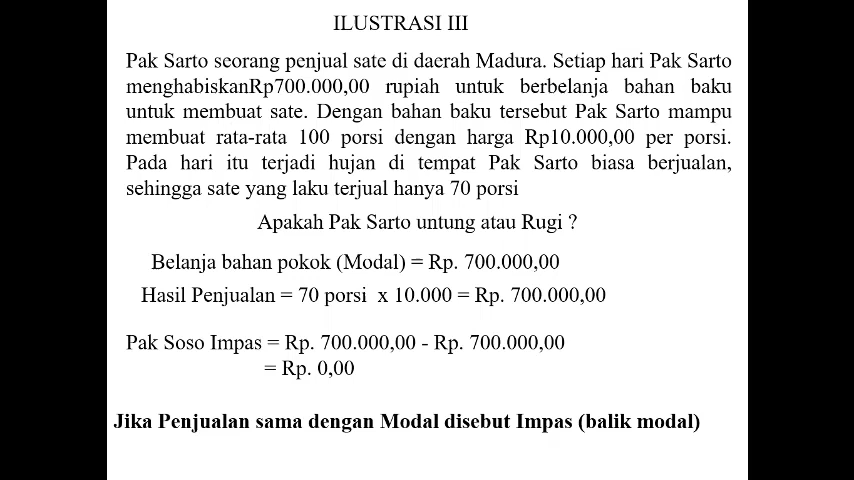 ILUSTRASI III
Pak Sarto seorang penjual sate di daerah Madura. Setiap hari Pak Sarto
menghabiskanRp700.000,00 rupiah untuk berbelanja bahan baku
untuk membuat sate. Dengan bahan baku tersebut Pak Sarto mampu
membuat rata-rata 100 porsi dengan harga Rp10.000,00 per porsi.
Pada hari itu terjadi hujan di tempat Pak Sarto biasa berjualan,
sehingga sate yang laku terjual hanya 70 porsi
Apakah Pak Sarto untung atau Rugi ?
Belanja bahan pokok (Modal) = Rp. 700.000,00
Hasil Penjualan = 70 porsi x 10.000 = Rp. 700.000,00
Pak Soso Impas = Rp. 700.000,00 - Rp. 700.000,00
= Rp. 0,00
Jika Penjualan sama dengan Modal disebut Impas (balik modal)